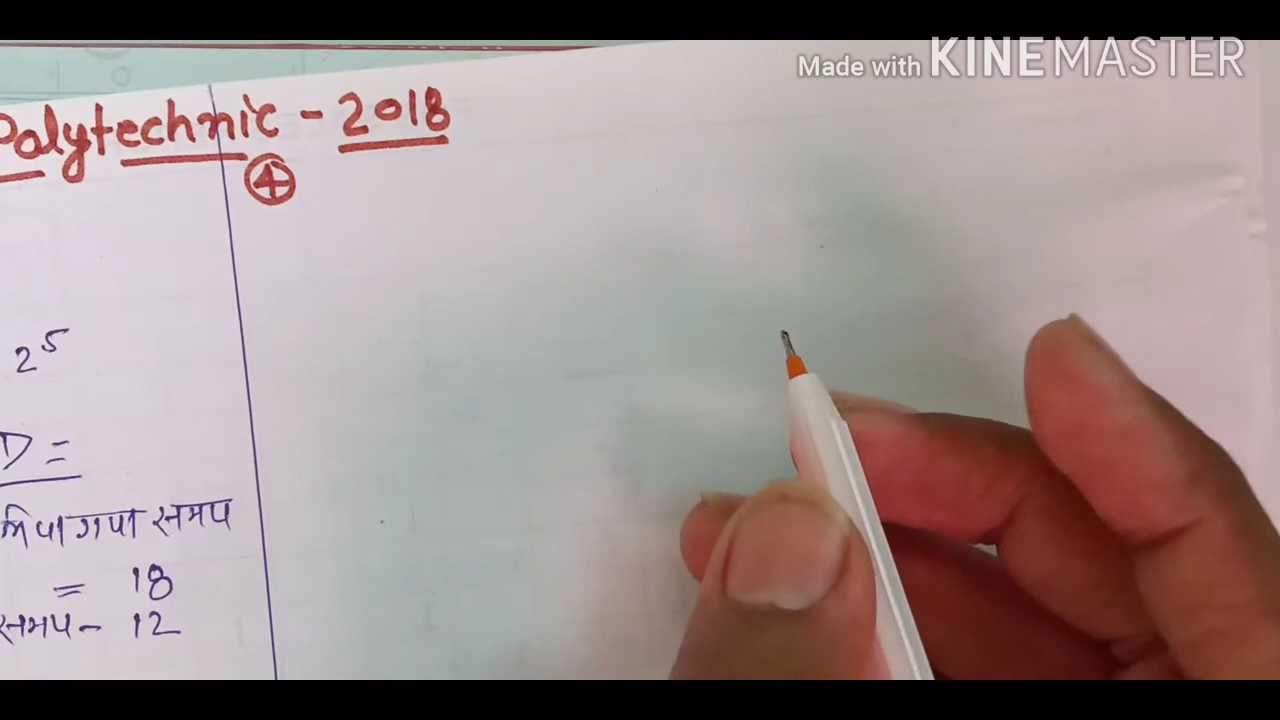 Made with KINEMASTER
Polytechnic - 2018
4
2⁵
D =
लिया गया समय
= 18
समय - 12